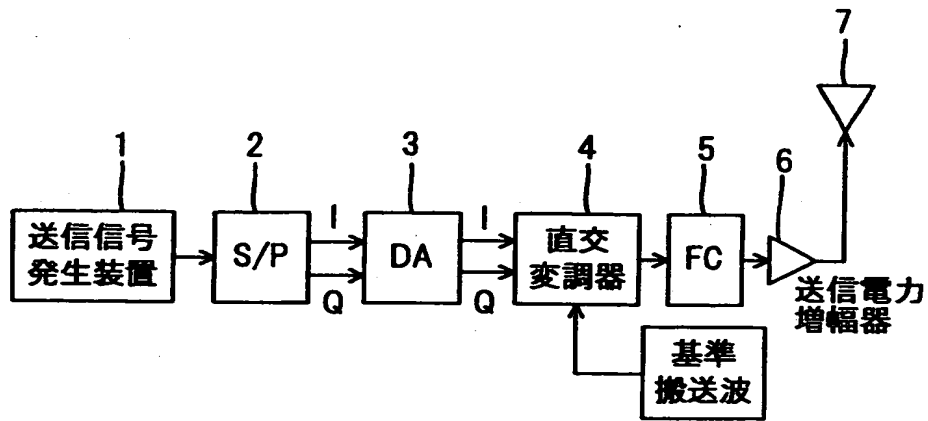 7
1
2
3
4
5
6
送信信号
発生装置
S/P
I
Q
DA
I
Q
直交
変調器
FC
送信電力
増幅器
基準
搬送波